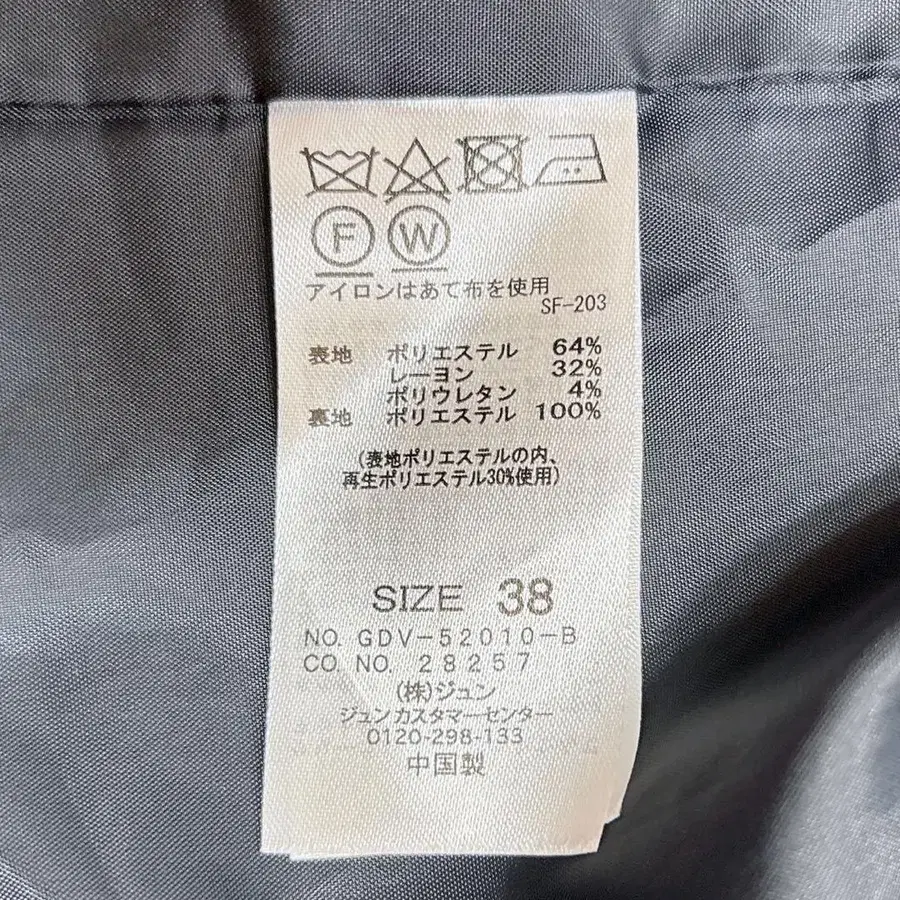 F W
アイロンはあて布を使用
SF-203
表地 ポリエステル 64%
レーヨン 32%
ポリウレタン 4%
裏地 ポリエステル 100%
(表地ポリエステルの内、
再生ポリエステル30%使用)
SIZE 38
NO. GDV-52010-B
CO. NO. 28257
(株)ジュン
ジュンカスタマーセンター
0120-298-133
中国製